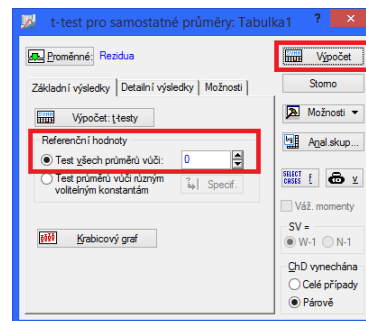 t-test pro samostatné průměry: Tabulka1 ? ×
Proměnné: Rezidua
Výpočet
Základní výsledky Detailní výsledky Možnosti
Storno
Výpočet: t-testy
Možnosti
Referenční hodnoty
Anal.skup...
Test všech průměrů vůči: 0
Test průměrů vůči různým
volitelným konstantám
Specif.
SELECT
CASES
f v
Váž. momenty
SV =
W-1 N-1
Krabicový graf
ChD vynechána
Celé případy
Párově